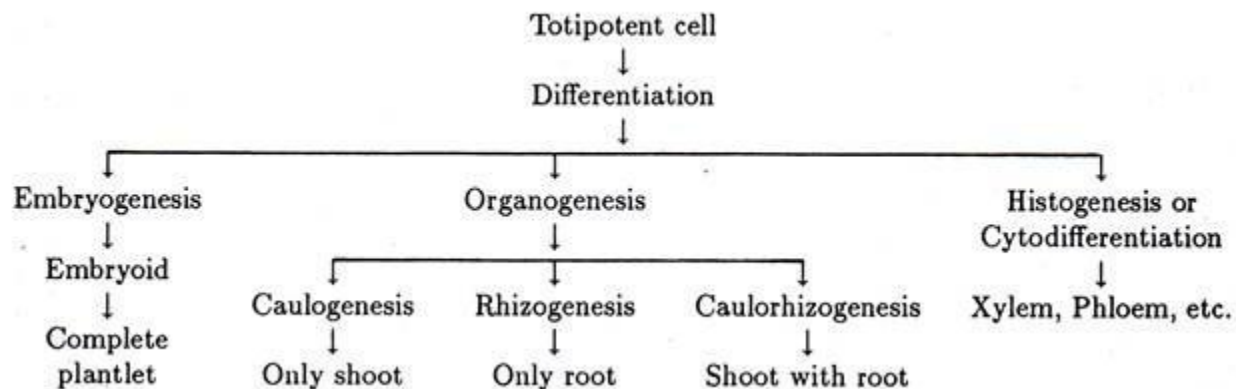 Totipotent cell
Differentiation
Embryogenesis
Organogenesis
Histogenesis or
Cytodifferentiation
Embryoid
Caulogenesis
Rhizogenesis
Caulorhizogenesis
Xylem, Phloem, etc.
Complete
plantlet
Only shoot
Only root
Shoot with root